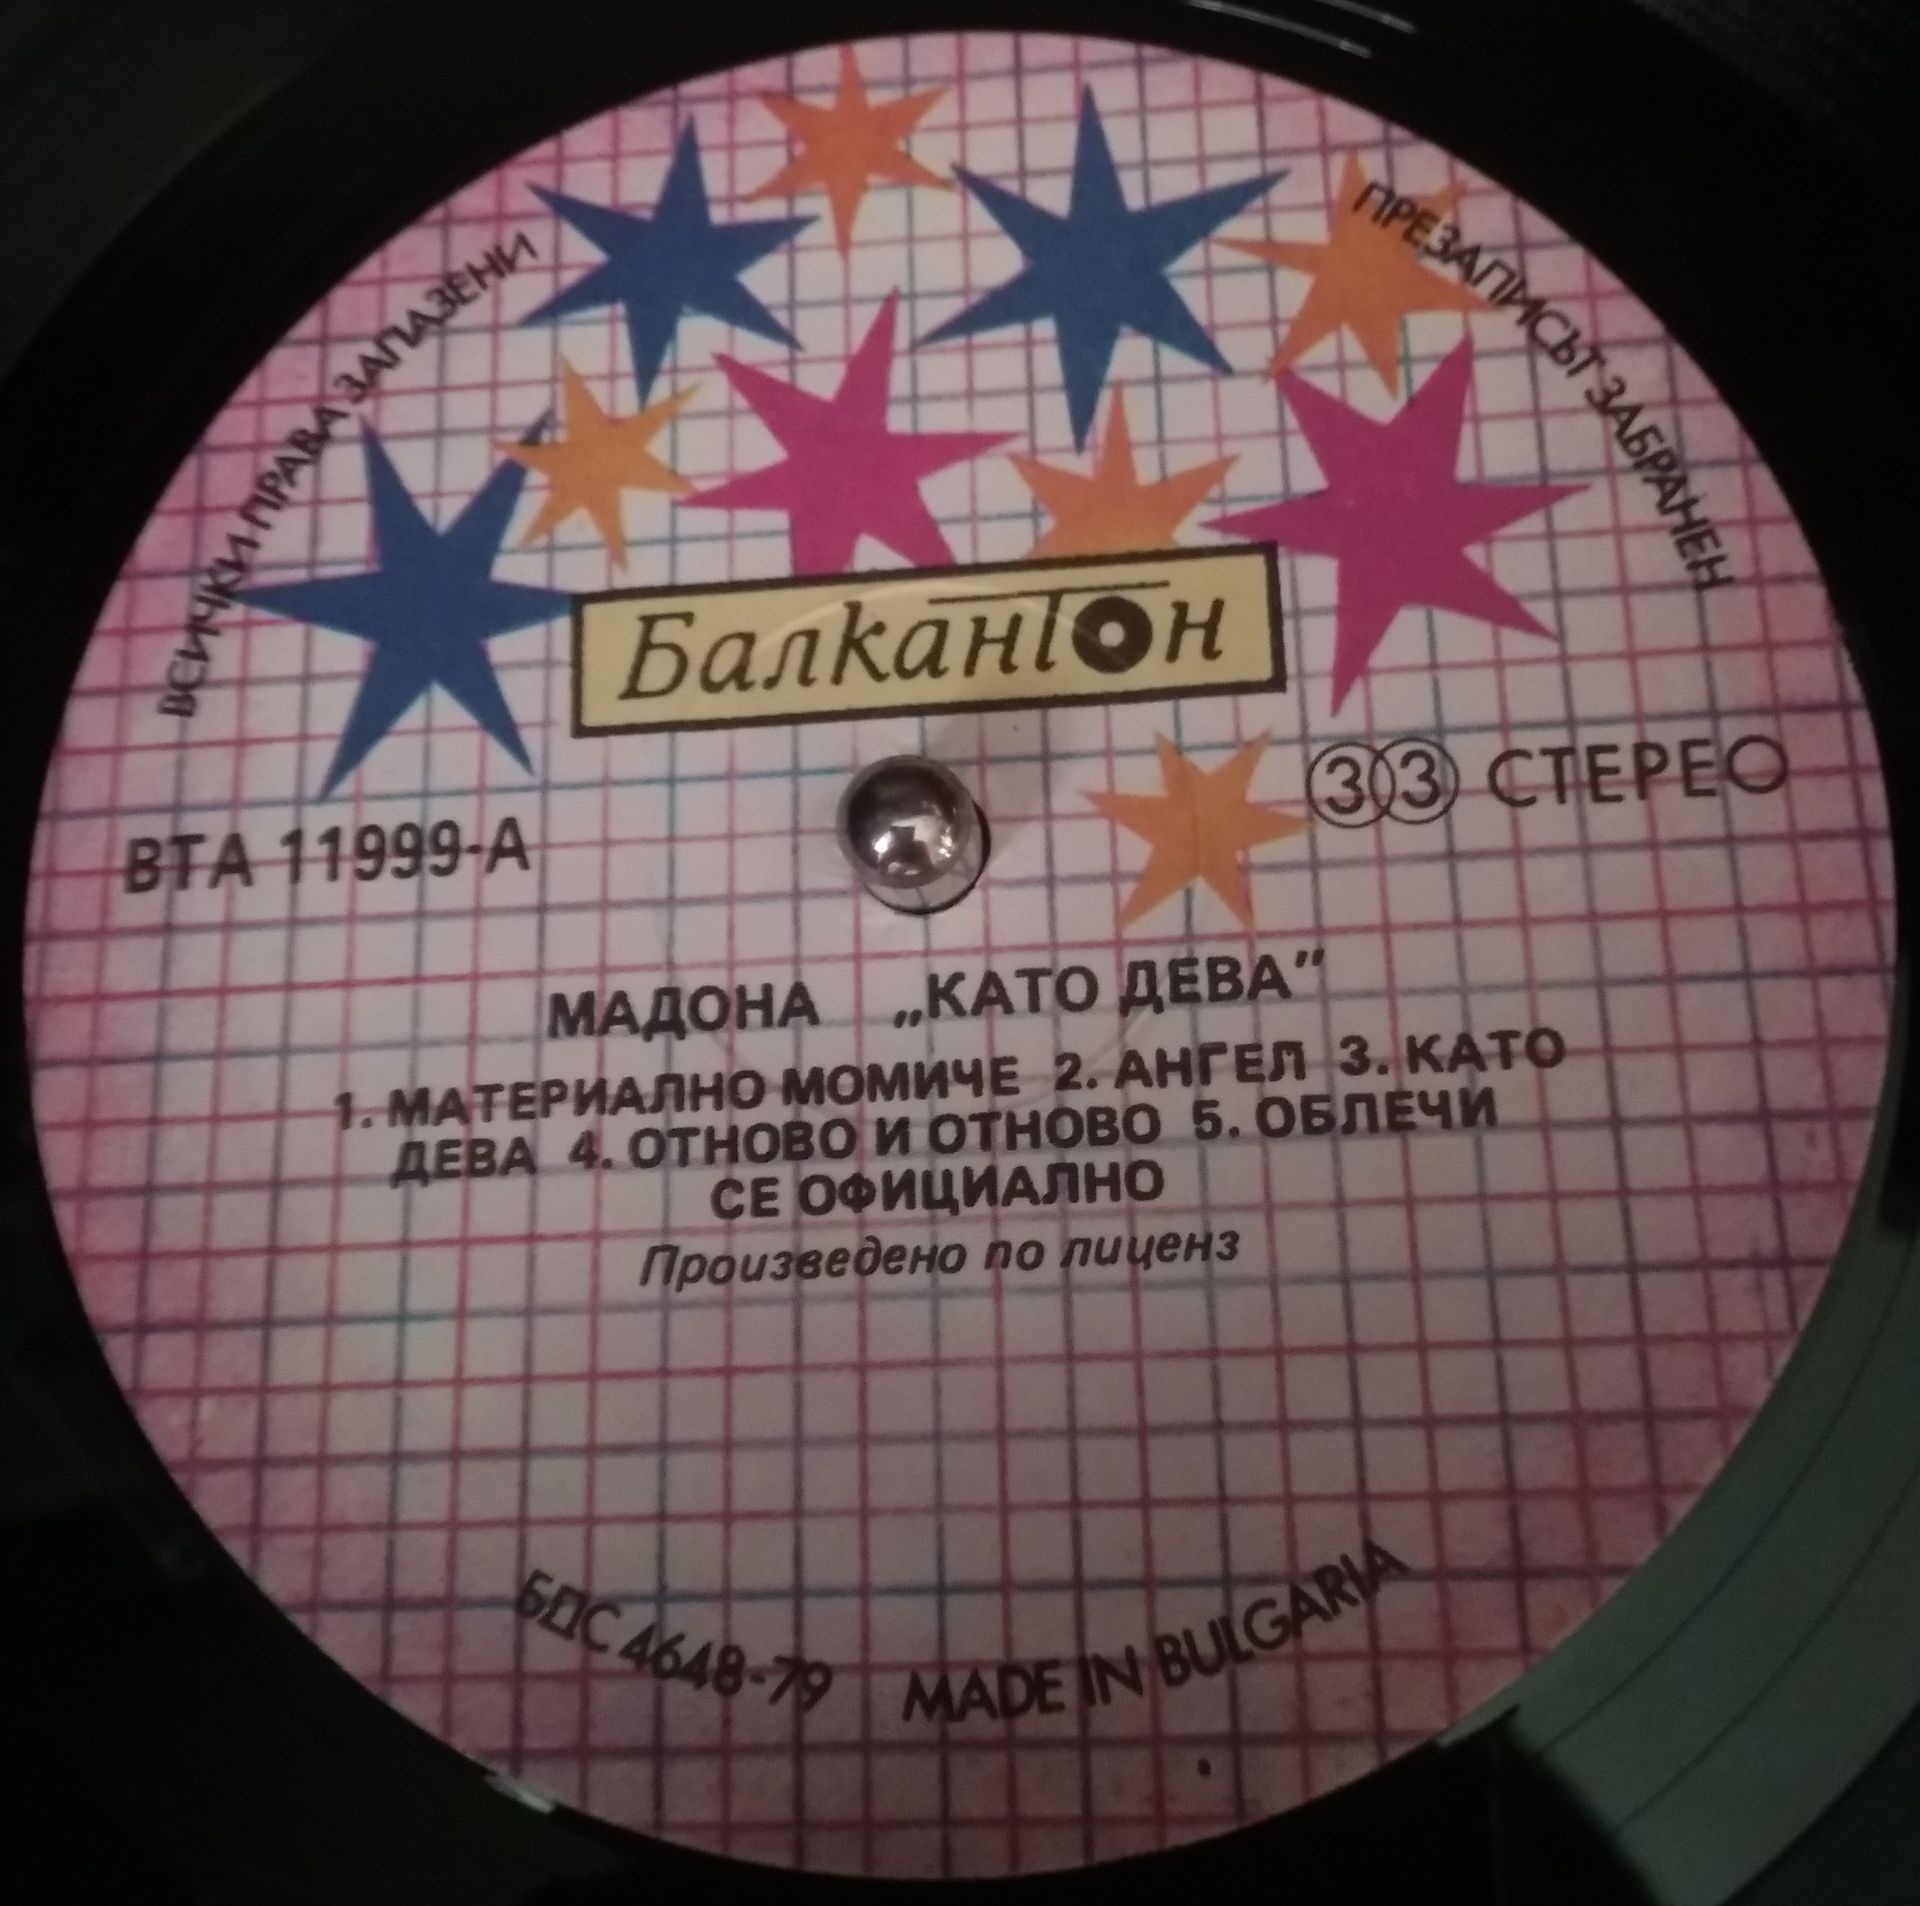 ВСИЧКИ ПРАВА ЗАПАЗЕНИ
ПРЕЗАПИСЪТ ЗАБРАНЕН
Балкантон
33 СТЕРЕО
ВТА 11999-А
МАДОНА „КАТО ДЕВА”
1. МАТЕРИАЛНО МОМИЧЕ 2. АНГЕЛ 3. КАТО
ДЕВА 4. ОТНОВО И ОТНОВО 5. ОБЛЕЧИ
СЕ ОФИЦИАЛНО
Произведено по лиценз
БДС 4648-79 MADE IN BULGARIA